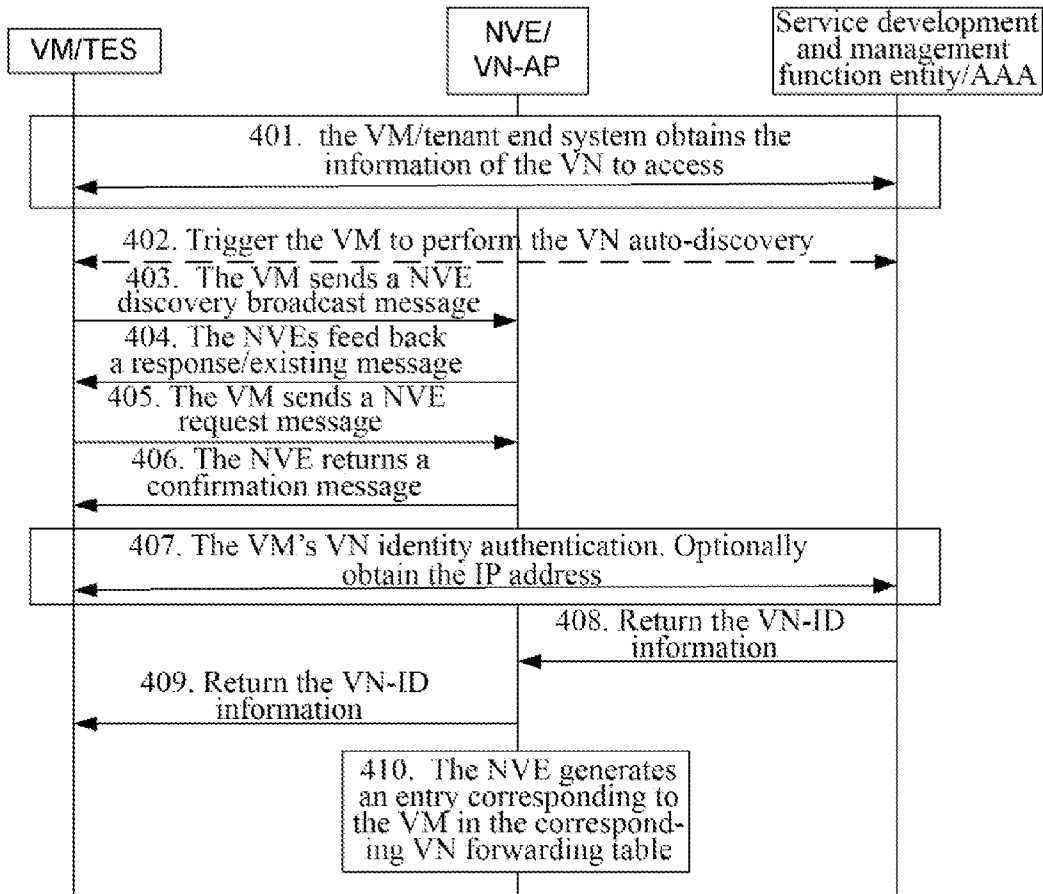 VM/TES
NVE/
VN-AP
Service development
and management
function entity/AAA
401. the VM/tenant end system obtains the
information of the VN to access
402. Trigger the VM to perform the VN auto-discovery
403. The VM sends a NVE
discovery broadcast message
404. The NVEs feed back
a response/existing message
405. The VM sends a NVE
request message
406. The NVE returns a
confirmation message
407. The VM's VN identity authentication. Optionally
obtain the IP address
408. Return the VN-ID
information
409. Return the VN-ID
information
410. The NVE generates
an entry corresponding to
the VM in the correspond-
ing VN forwarding table